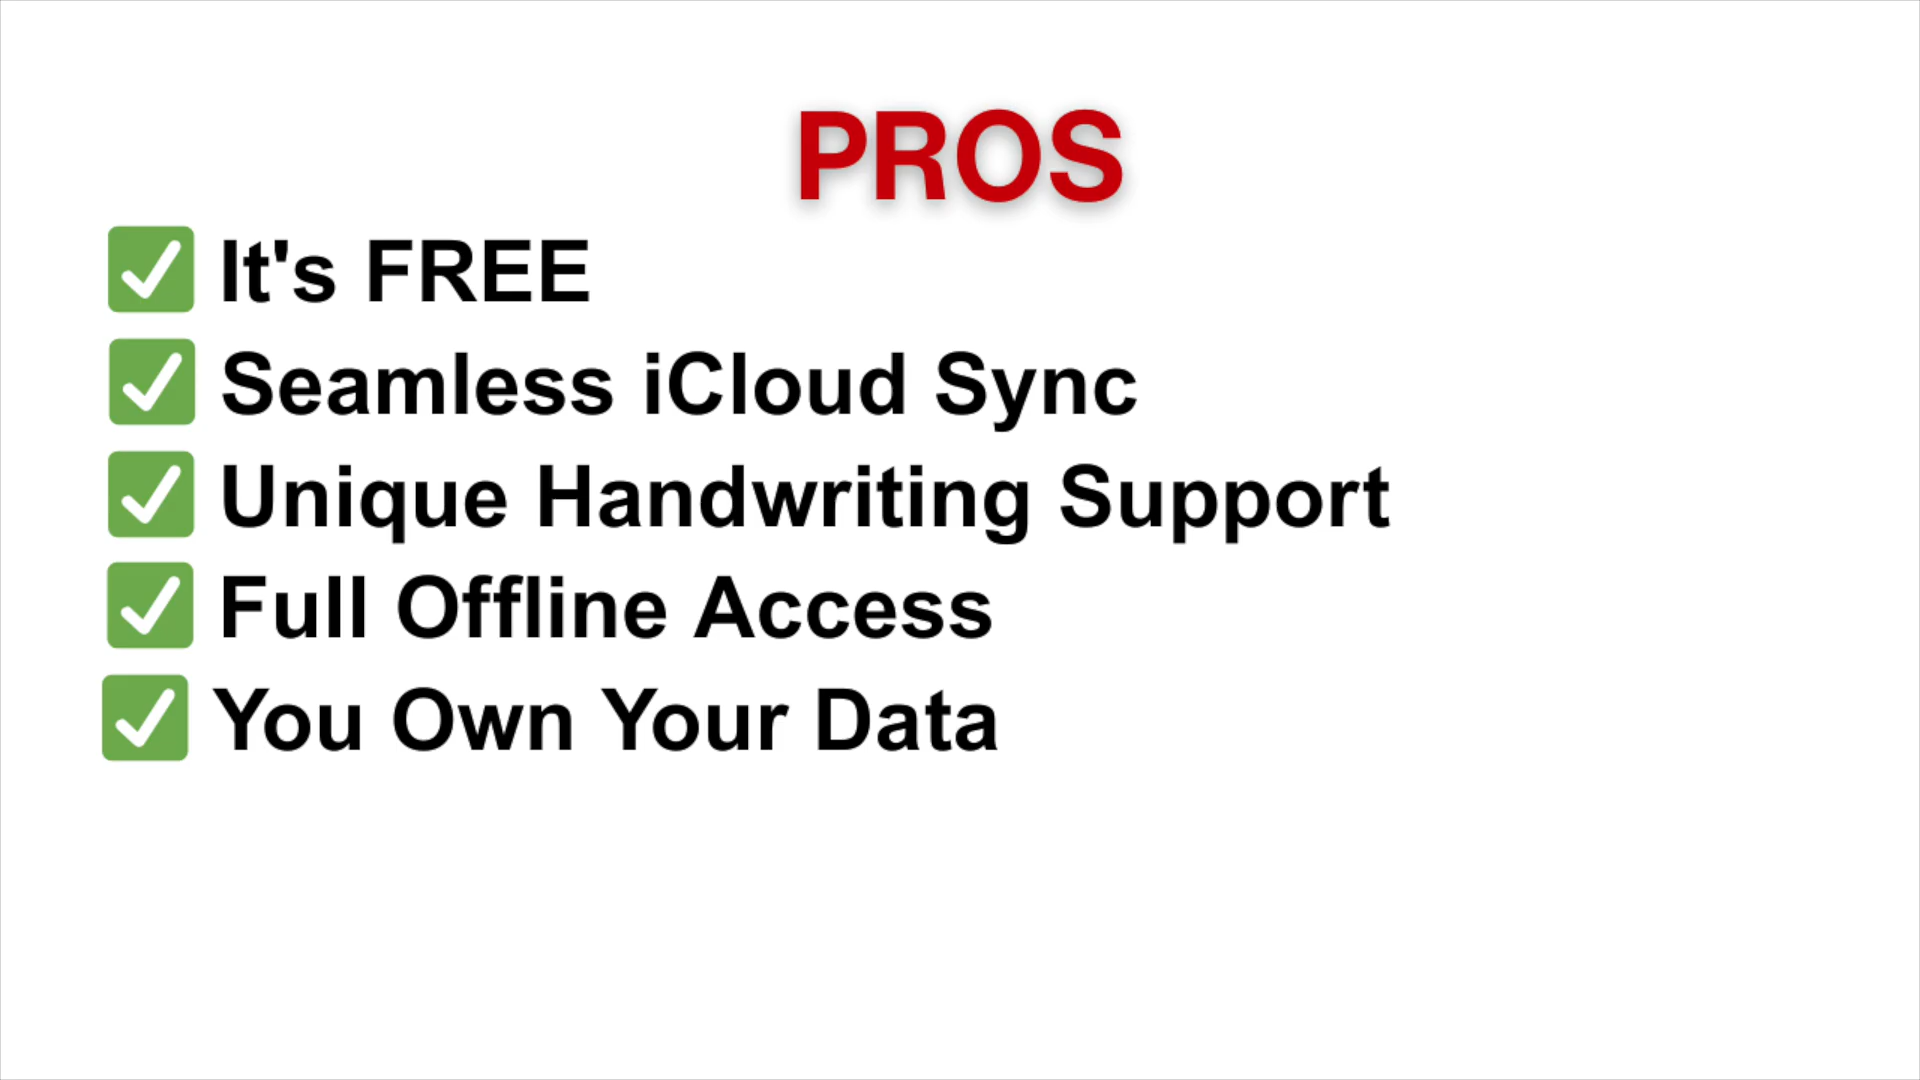 PROS
✅ It's FREE
✅ Seamless iCloud Sync
✅ Unique Handwriting Support
✅ Full Offline Access
✅ You Own Your Data